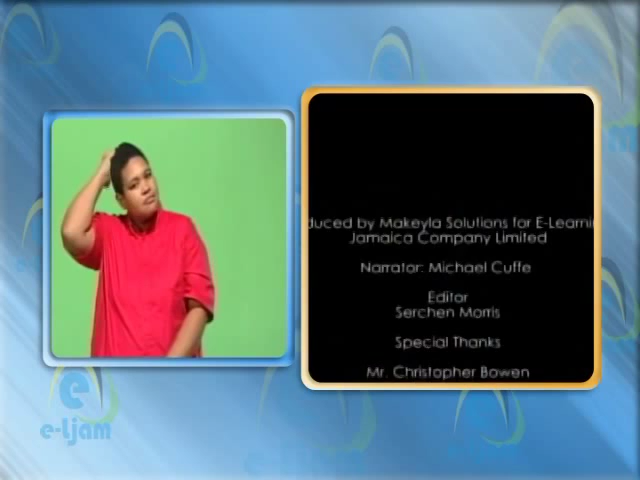 duced by Makeyla Solutions for E-Learnin
Jamaica Company Limited
Narrator: Michael Cuffe
Editor
Serchen Morris
Special Thanks
Mr. Christopher Bowen
e
e-Ljam